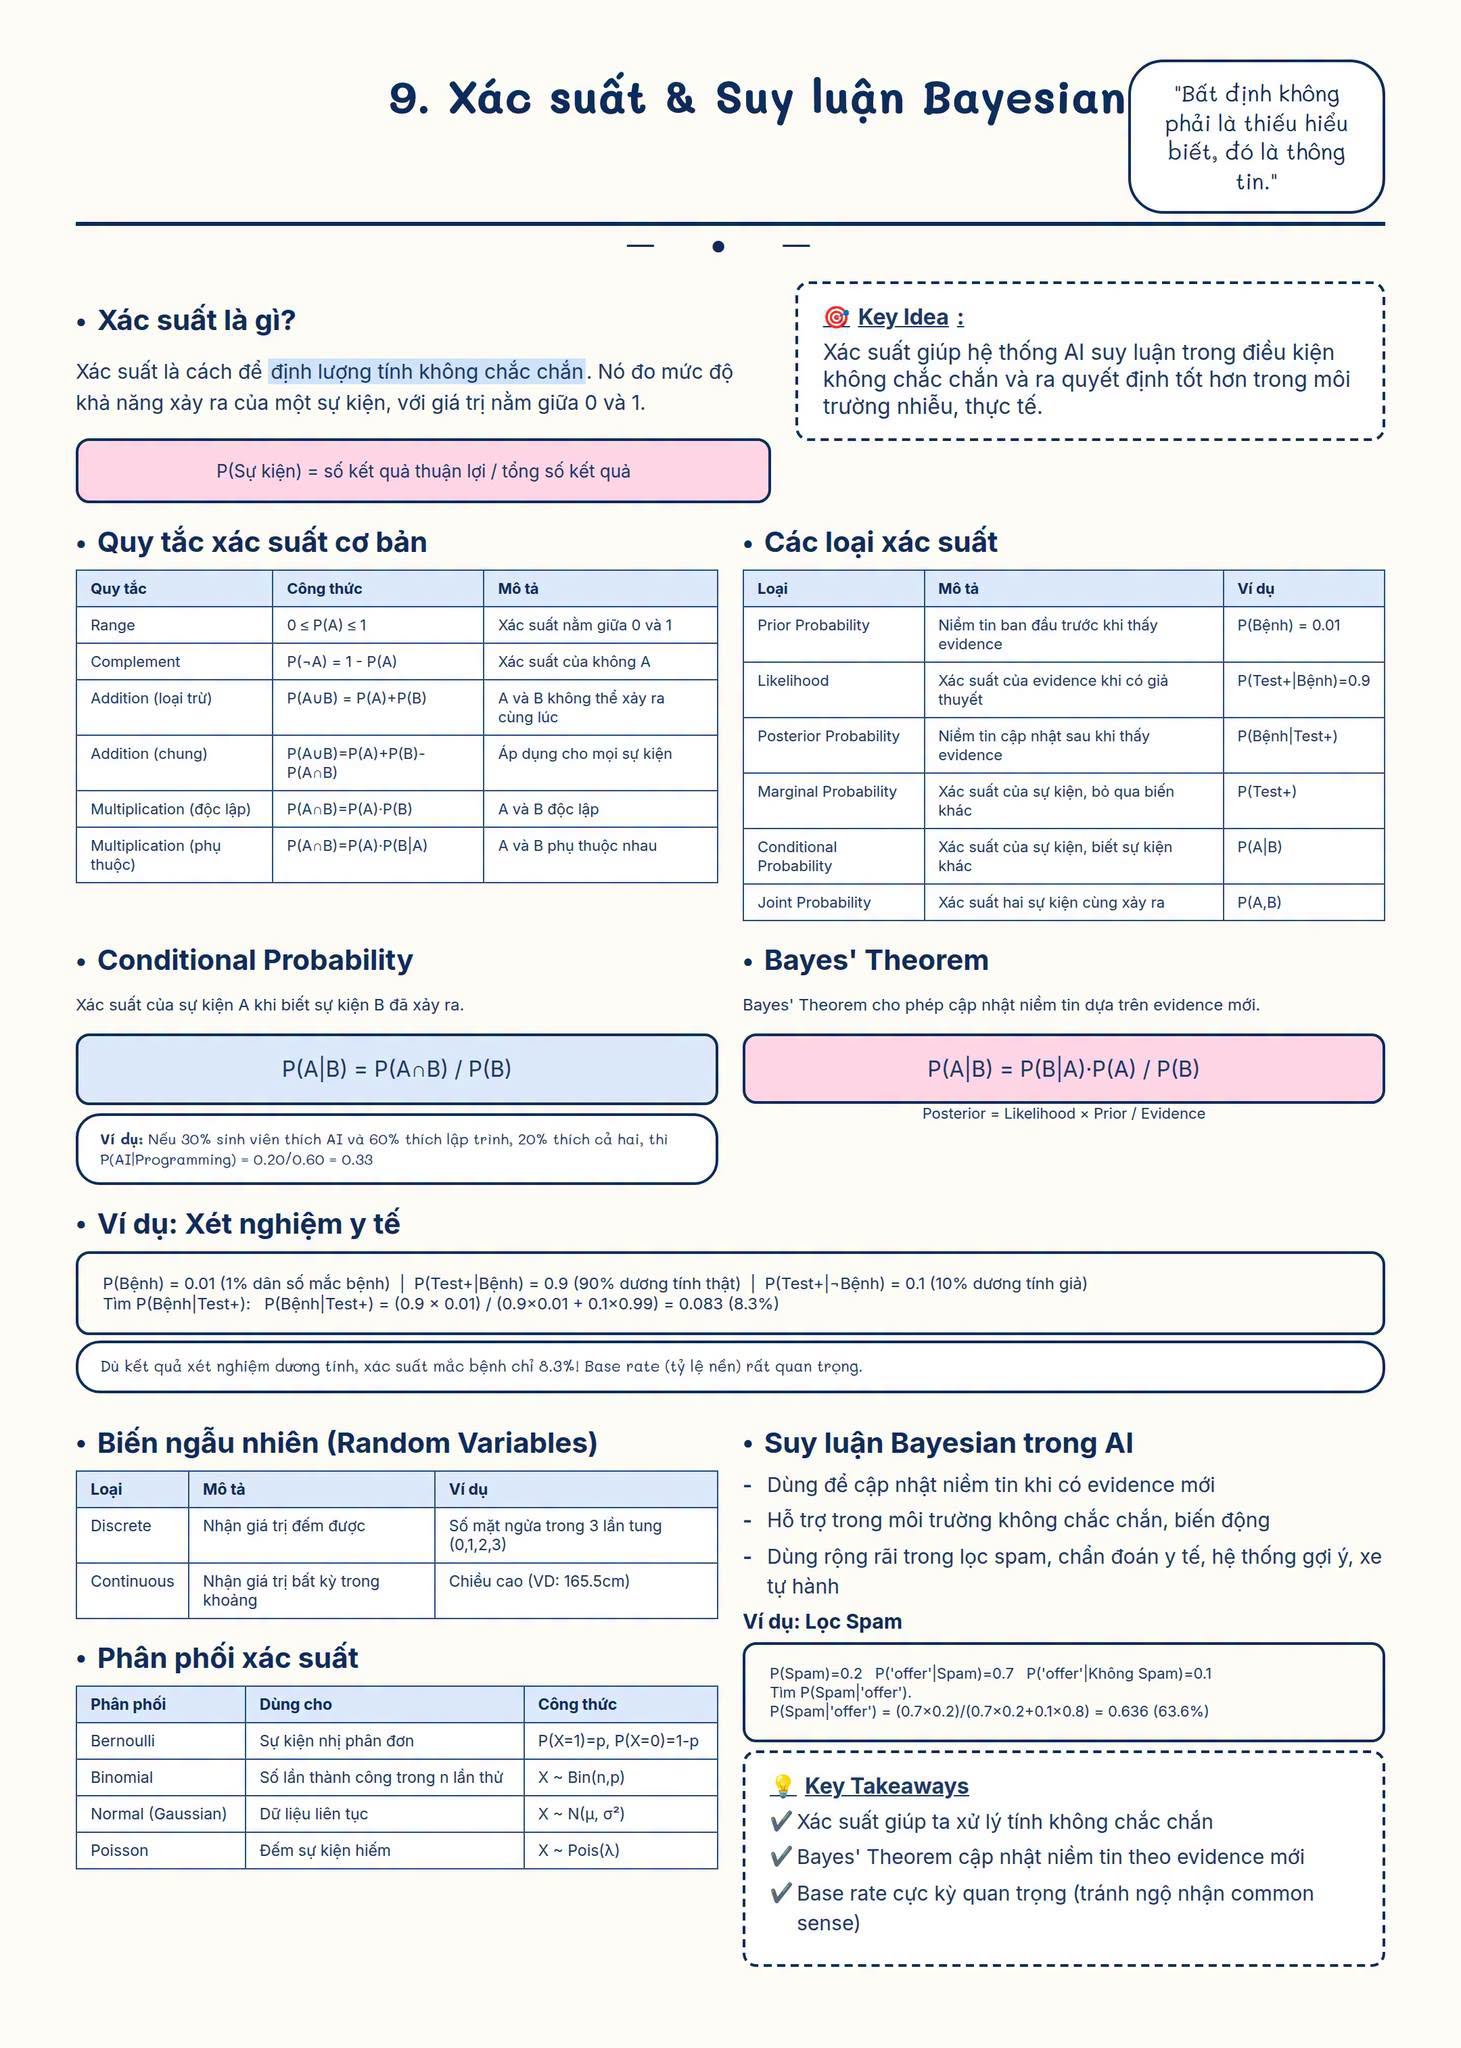 9. Xác suất & Suy luận Bayesian
"Bất định không
phải là thiếu hiểu
biết, đó là thông
tin."
— • —
• Xác suất là gì?
Xác suất là cách để định lượng tính không chắc chắn. Nó đo mức độ
khả năng xảy ra của một sự kiện, với giá trị nằm giữa 0 và 1.
P(Sự kiện) = số kết quả thuận lợi / tổng số kết quả
🎯 Key Idea :
Xác suất giúp hệ thống AI suy luận trong điều kiện
không chắc chắn và ra quyết định tốt hơn trong môi
trường nhiễu, thực tế.
• Quy tắc xác suất cơ bản
Quy tắc Công thức Mô tả
Range 0 ≤ P(A) ≤ 1 Xác suất nằm giữa 0 và 1
Complement P(¬A) = 1 - P(A) Xác suất của không A
Addition (loại trừ) P(A∪B) = P(A)+P(B) A và B không thể xảy ra
cùng lúc
Addition (chung) P(A∪B)=P(A)+P(B)- Áp dụng cho mọi sự kiện
P(A∩B)
Multiplication (độc lập) P(A∩B)=P(A)·P(B) A và B độc lập
Multiplication (phụ P(A∩B)=P(A)·P(B|A) A và B phụ thuộc nhau
thuộc)
• Các loại xác suất
Loại Mô tả Ví dụ
Prior Probability Niềm tin ban đầu trước khi thấy P(Bệnh) = 0.01
evidence
Likelihood Xác suất của evidence khi có giả P(Test+|Bệnh)=0.9
thuyết
Posterior Probability Niềm tin cập nhật sau khi thấy P(Bệnh|Test+)
evidence
Marginal Probability Xác suất của sự kiện, bỏ qua biến P(Test+)
khác
Conditional Xác suất của sự kiện, biết sự kiện P(A|B)
Probability khác
Joint Probability Xác suất hai sự kiện cùng xảy ra P(A,B)
• Conditional Probability
Xác suất của sự kiện A khi biết sự kiện B đã xảy ra.
P(A|B) = P(A∩B) / P(B)
Ví dụ: Nếu 30% sinh viên thích AI và 60% thích lập trình, 20% thích cả hai, thì
P(AI|Programming) = 0.20/0.60 = 0.33
• Bayes' Theorem
Bayes' Theorem cho phép cập nhật niềm tin dựa trên evidence mới.
P(A|B) = P(B|A)·P(A) / P(B)
Posterior = Likelihood × Prior / Evidence
• Ví dụ: Xét nghiệm y tế
P(Bệnh) = 0.01 (1% dân số mắc bệnh) | P(Test+|Bệnh) = 0.9 (90% dương tính thật) | P(Test+|¬Bệnh) = 0.1 (10% dương tính giả)
Tìm P(Bệnh|Test+): P(Bệnh|Test+) = (0.9 × 0.01) / (0.9×0.01 + 0.1×0.99) = 0.083 (8.3%)
Dù kết quả xét nghiệm dương tính, xác suất mắc bệnh chỉ 8.3%! Base rate (tỷ lệ nền) rất quan trọng.
• Biến ngẫu nhiên (Random Variables)
Loại Mô tả Ví dụ
Discrete Nhận giá trị đếm được Số mặt ngửa trong 3 lần tung
(0,1,2,3)
Continuous Nhận giá trị bất kỳ trong Chiều cao (VD: 165.5cm)
khoảng
• Phân phối xác suất
Phân phối Dùng cho Công thức
Bernoulli Sự kiện nhị phân đơn P(X=1)=p, P(X=0)=1-p
Binomial Số lần thành công trong n lần thử X ~ Bin(n,p)
Normal (Gaussian) Dữ liệu liên tục X ~ N(μ, σ²)
Poisson Đếm sự kiện hiếm X ~ Pois(λ)
• Suy luận Bayesian trong AI
- Dùng để cập nhật niềm tin khi có evidence mới
- Hỗ trợ trong môi trường không chắc chắn, biến động
- Dùng rộng rãi trong lọc spam, chẩn đoán y tế, hệ thống gợi ý, xe
tự hành
Ví dụ: Lọc Spam
P(Spam)=0.2 P('offer'|Spam)=0.7 P('offer'|Không Spam)=0.1
Tìm P(Spam|'offer').
P(Spam|'offer') = (0.7×0.2)/(0.7×0.2+0.1×0.8) = 0.636 (63.6%)
💡 Key Takeaways
✔ Xác suất giúp ta xử lý tính không chắc chắn
✔ Bayes' Theorem cập nhật niềm tin theo evidence mới
✔ Base rate cực kỳ quan trọng (tránh ngộ nhận common
sense)